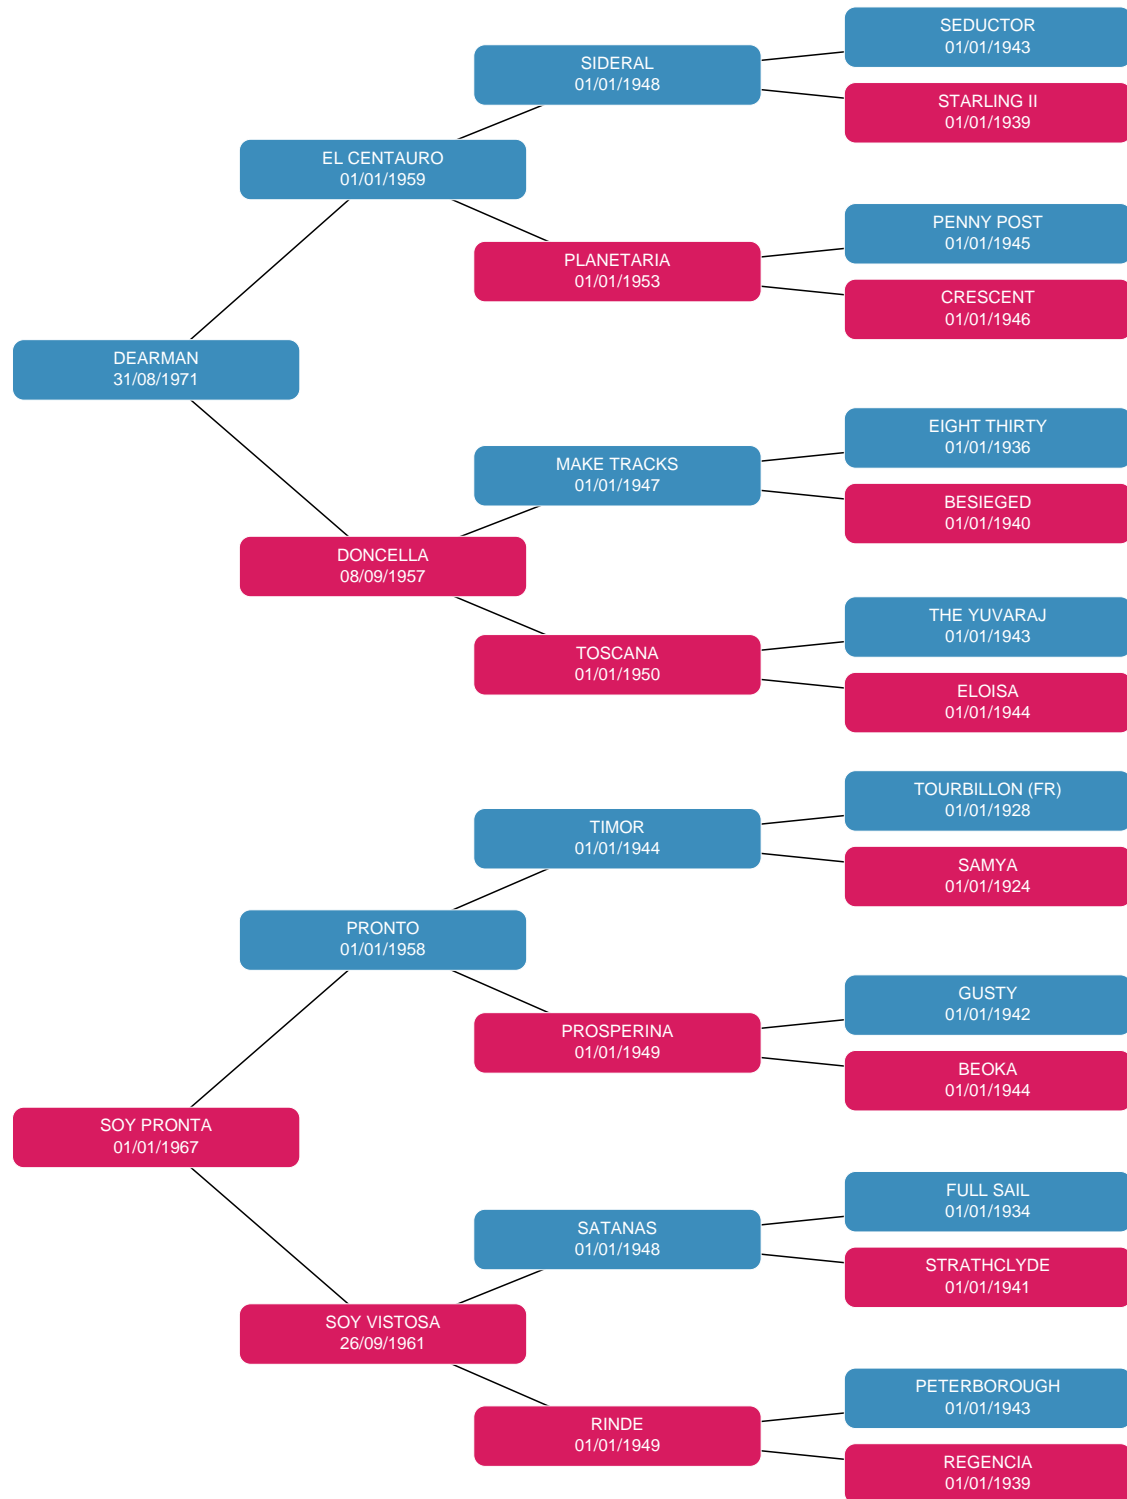 SEDUCTOR
01/01/1943
SIDERAL
01/01/1948
STARLING II
01/01/1939
EL CENTAURO
01/01/1959
PENNY POST
01/01/1945
PLANETARIA
01/01/1953
CRESCENT
01/01/1946
DEARMAN
31/08/1971
EIGHT THIRTY
01/01/1936
MAKE TRACKS
01/01/1947
BESIEGED
01/01/1940
DONCELLA
08/09/1957
THE YUVARAJ
01/01/1943
TOSCANA
01/01/1950
ELOISA
01/01/1944
TOURBILLON (FR)
01/01/1928
TIMOR
01/01/1944
SAMYA
01/01/1924
PRONTO
01/01/1958
GUSTY
01/01/1942
PROSPERINA
01/01/1949
BEOKA
01/01/1944
SOY PRONTA
01/01/1967
FULL SAIL
01/01/1934
SATANAS
01/01/1948
STRATHCLYDE
01/01/1941
SOY VISTOSA
26/09/1961
PETERBOROUGH
01/01/1943
RINDE
01/01/1949
REGENCIA
01/01/1939